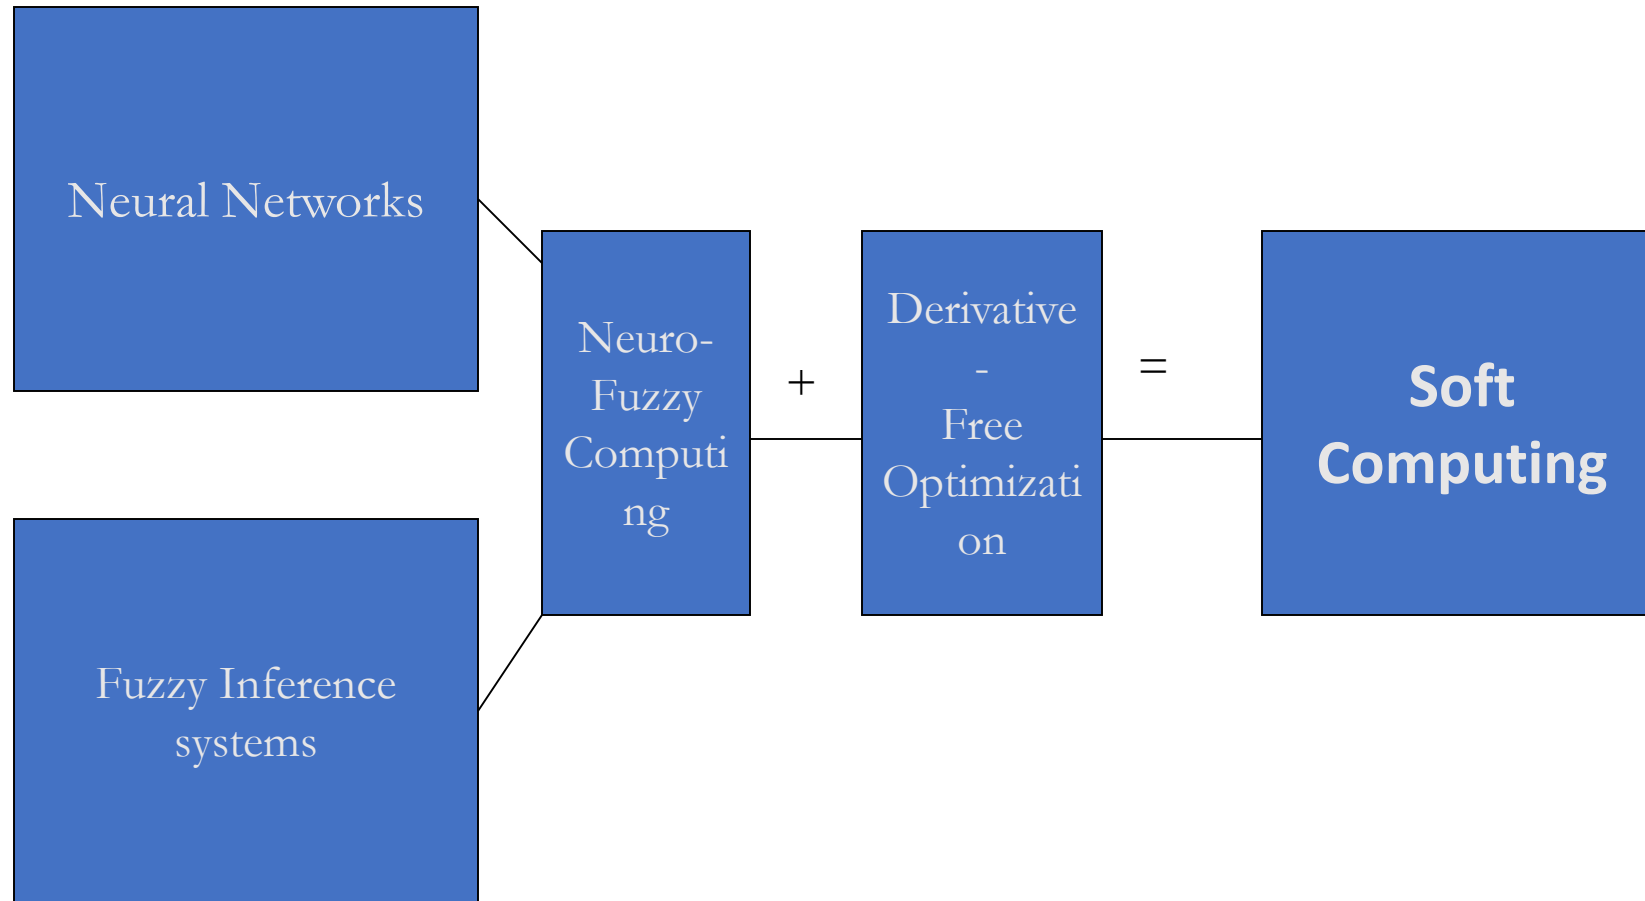 Neural Networks
Fuzzy Inference
systems
Neuro-
Fuzzy
Computi
ng
+
Derivative
-
Free
Optimizati
on
=
Soft
Computing